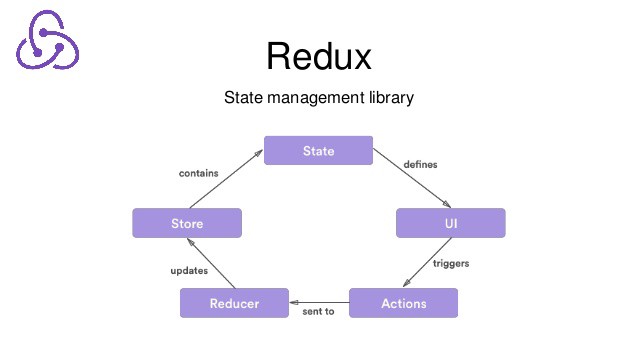 Redux
State management library
State
contains
defines
Store
UI
triggers
updates
Reducer
sent to
Actions